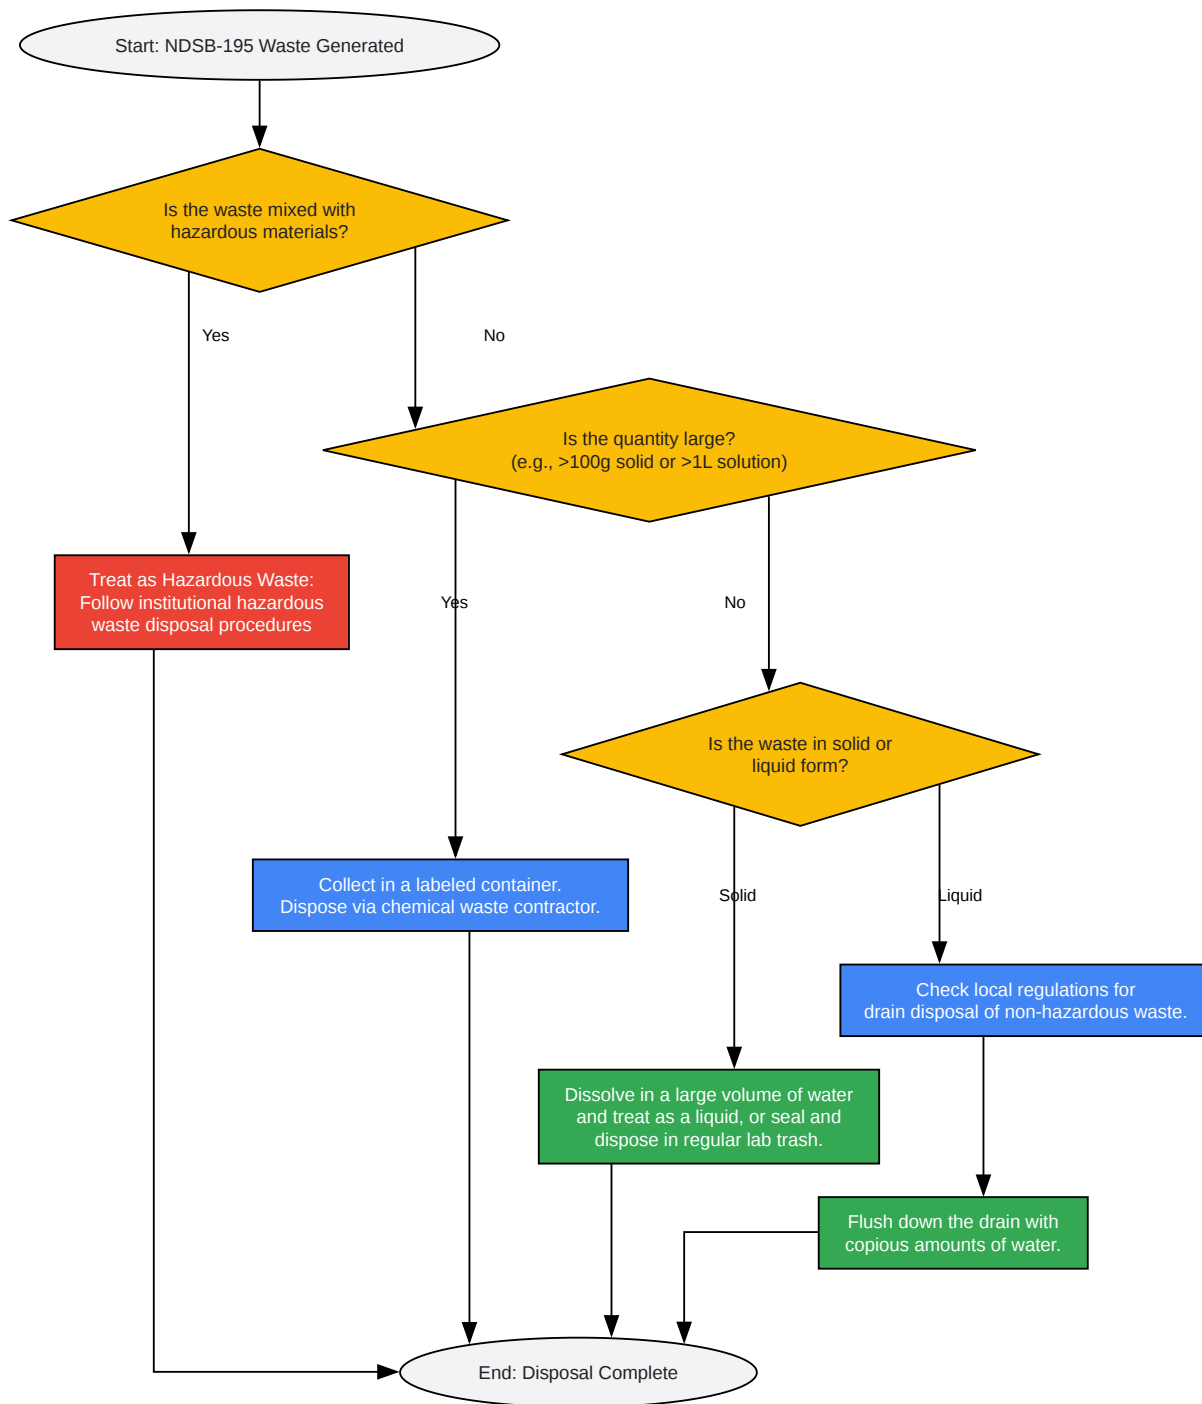 Start: NDSB-195 Waste Generated
Is the waste mixed with
hazardous materials?
Yes
No
Is the quantity large?
(e.g., >100g solid or >1L solution)
Treat as Hazardous Waste:
Follow institutional hazardous
waste disposal procedures
Yes
No
Is the waste in solid or
liquid form?
Collect in a labeled container.
Dispose via chemical waste contractor.
Solid
Liquid
Check local regulations for
drain disposal of non-hazardous waste.
Dissolve in a large volume of water
and treat as a liquid, or seal and
dispose in regular lab trash.
Flush down the drain with
copious amounts of water.
End: Disposal Complete